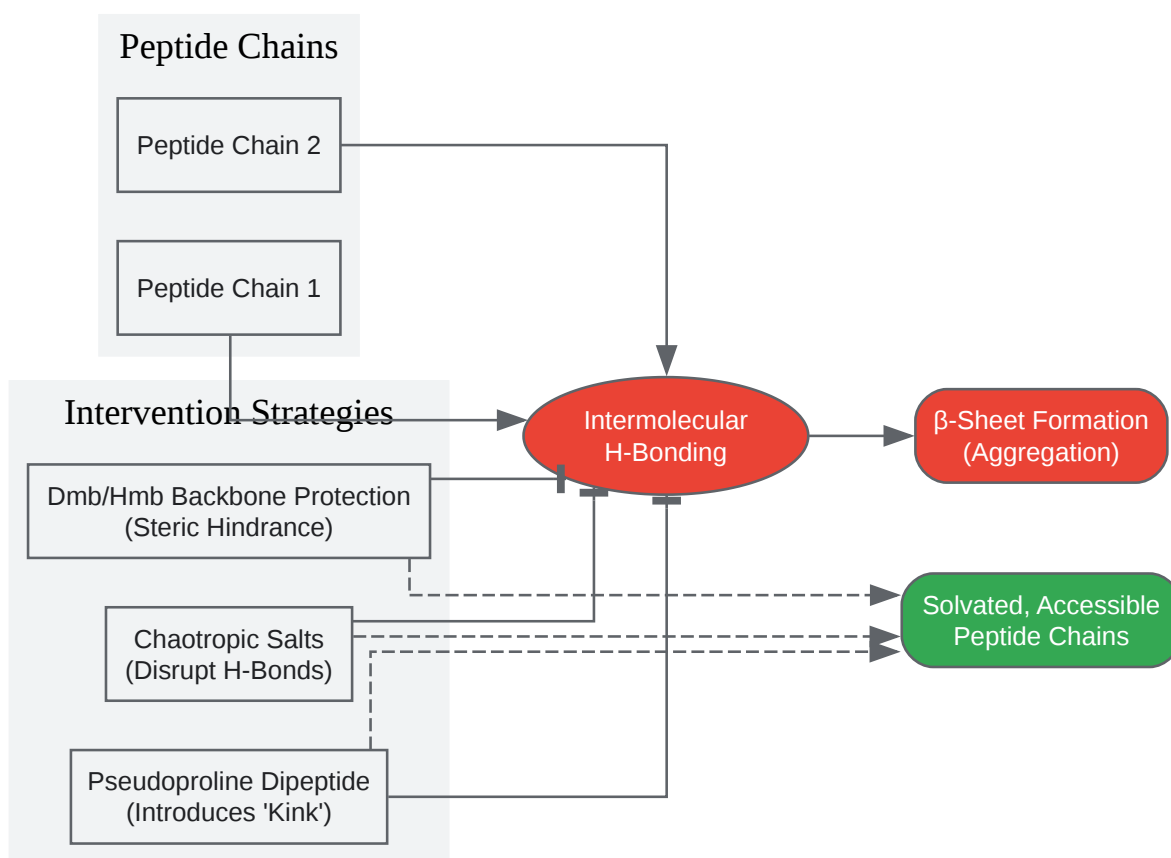 Peptide Chains
Peptide Chain 2
Peptide Chain 1
Intervention Strategies
Dmb/Hmb Backbone Protection
(Steric Hindrance)
Chaotropic Salts
(Disrupt H-Bonds)
Pseudoproline Dipeptide
(Introduces 'Kink')
Intermolecular
H-Bonding
β-Sheet Formation
(Aggregation)
Solvated, Accessible
Peptide Chains